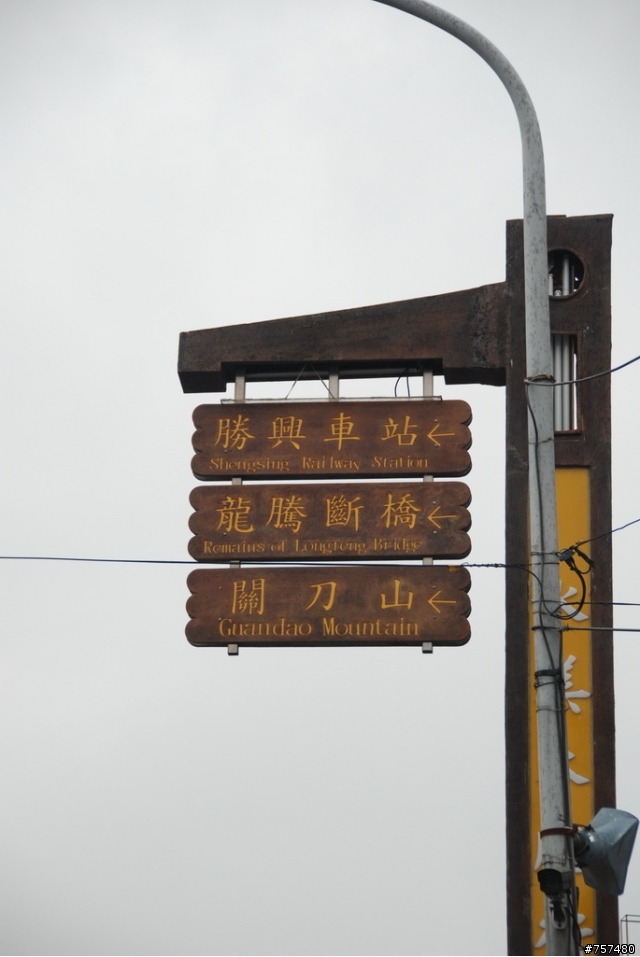 勝興車站←
Shengsing Railway Station
龍騰斷橋←
Remains of Longteng Bridge
關刀山←
Guandao Mountain
#757480